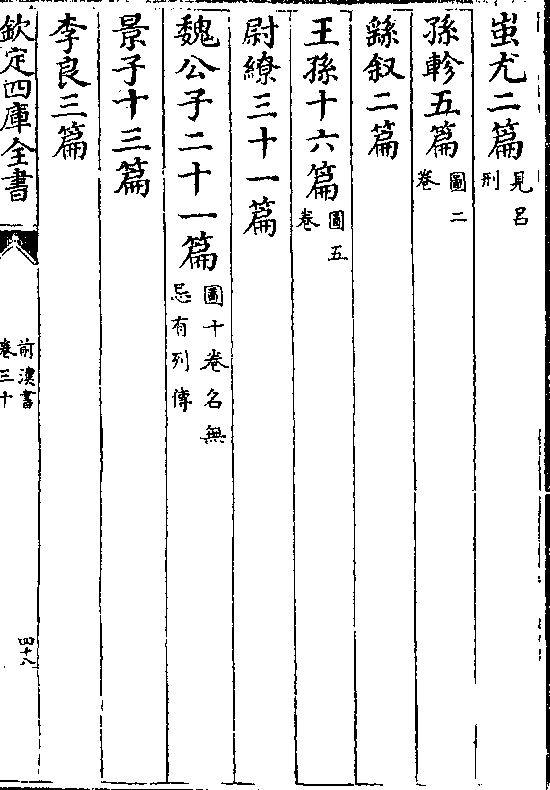 蚩尤二篇見呂刑
孫軫五篇圖二卷
繇叙二篇
王孫十六篇圖五卷
尉繚三十一篇
魏公子二十一篇圖十卷名無忌有列傳
景子十三篇
李良三篇
欽定四庫全書
前漢書
卷三十
四十八